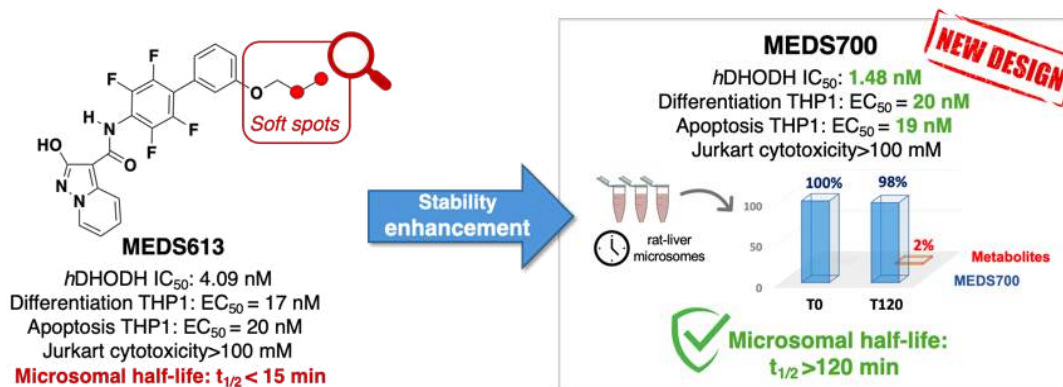 F
F
F
F
H
N
O
HO
N
N
O
Soft spots
MEDS613
hDHODH IC50: 4.09 nM
Differentiation THP1: EC50 = 17 nM
Apoptosis THP1: EC50 = 20 nM
Jurkart cytotoxicity>100 mM
Microsomal half-life: t1/2 < 15 min
Stability
enhancement
NEW DESIGN
MEDS700
hDHODH IC50: 1.48 nM
Differentiation THP1: EC50 = 20 nM
Apoptosis THP1: EC50 = 19 nM
Jurkart cytotoxicity>100 mM
rat-liver
microsomes
100%
98%
100
50
0
2%
Metabolites
MEDS700
T0
T120
Microsomal half-life:
t1/2 >120 min